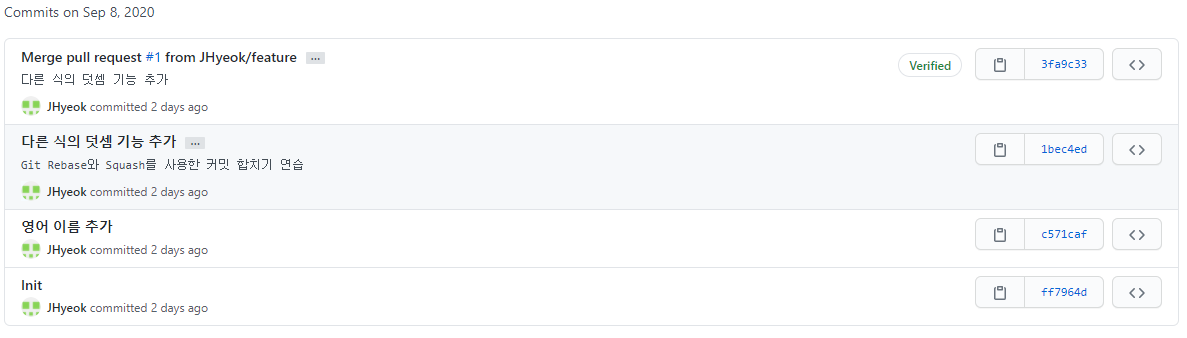 Commits on Sep 8, 2020
Merge pull request #1 from JHyeok/feature ...
Verified
3fa9c33
다른 식의 덧셈 기능 추가
JHyeok committed 2 days ago
다른 식의 덧셈 기능 추가 ...
1bec4ed
Git Rebase와 Squash를 사용한 커밋 합치기 연습
JHyeok committed 2 days ago
영어 이름 추가
c571caf
JHyeok committed 2 days ago
Init
ff7964d
JHyeok committed 2 days ago